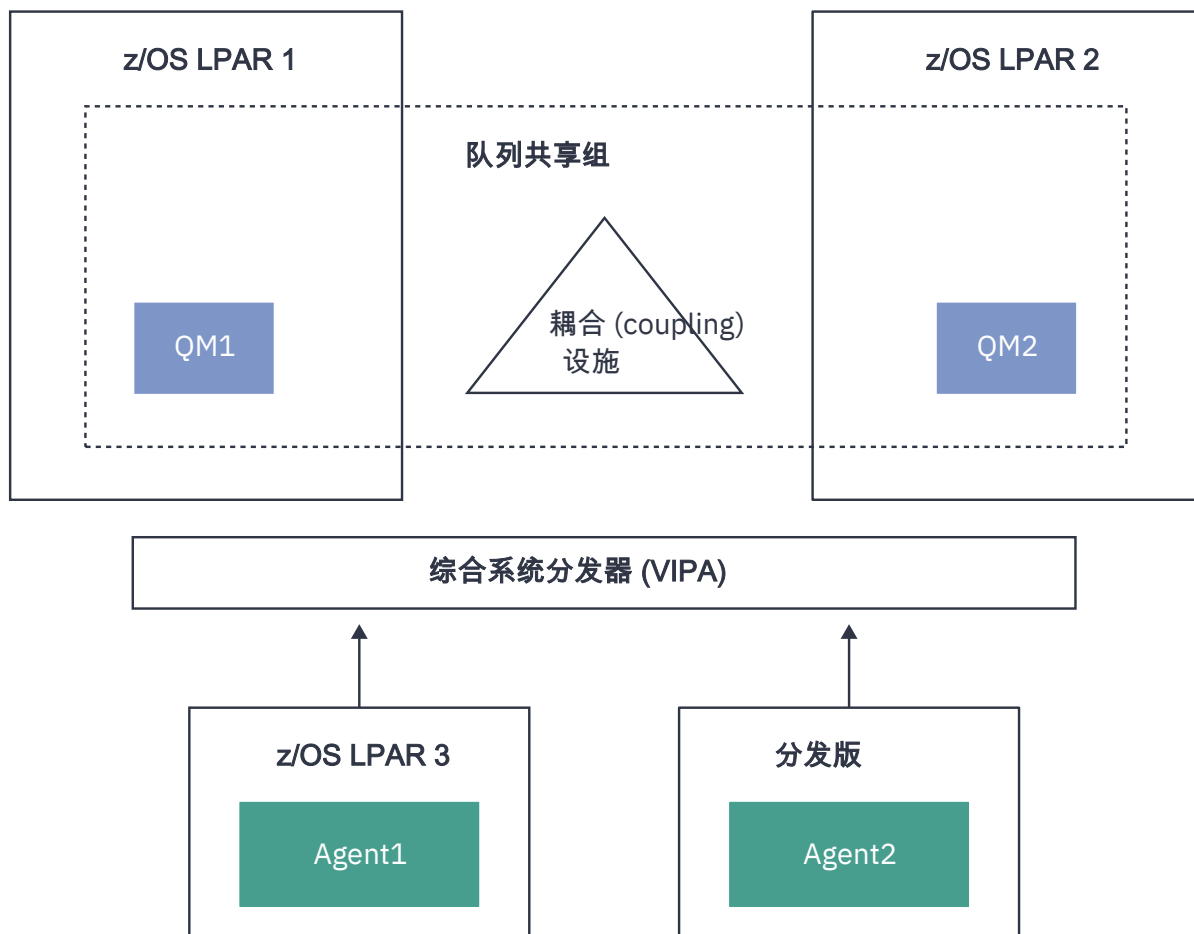 z/OS LPAR 1
z/OS LPAR 2
队列共享组
QM1
耦合 (coupling)
设施
QM2
综合系统分发器 (VIPA)
z/OS LPAR 3
分发版
Agent1
Agent2